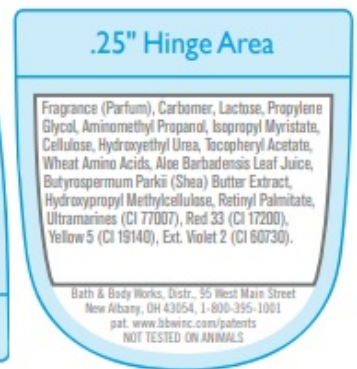 .25" Hinge Area
Fragrance (Parfum), Carbomer, Lactose, Propylene
Glycol, Aminomethyl Propanol, Isopropyl Myristate,
Cellulose, Hydroxyethyl Urea, Tocopheryl Acetate,
Wheat Amino Acids, Aloe Barbadensis Leaf Juice,
Butyrospermum Parkii (Shea) Butter Extract,
Hydroxypropyl Methylcellulose, Retinyl Palmitate,
Ultramarines (CI 77007), Red 33 (CI 17200),
Yellow 5 (CI 19140), Ext. Violet 2 (CI 60730).
Bath & Body Works, Distr., 95 West Main Street
New Albany, OH 43054, 1-800-395-1001
pat. www.bbwinc.com/patents
NOT TESTED ON ANIMALS